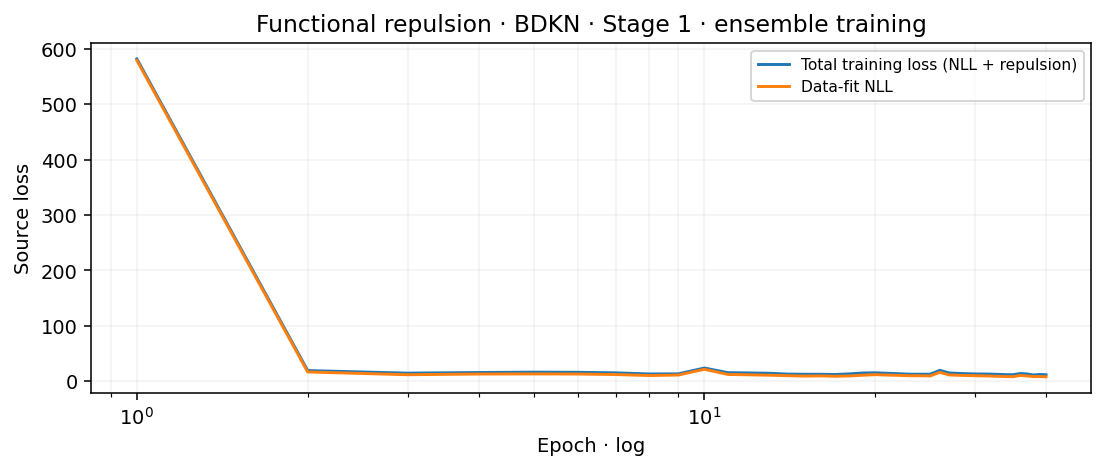 Functional repulsion · BDKN · Stage 1 · ensemble training
Total training loss (NLL + repulsion)
Data-fit NLL
Source loss
600
500
400
300
200
100
0
10⁰
10¹
Epoch · log